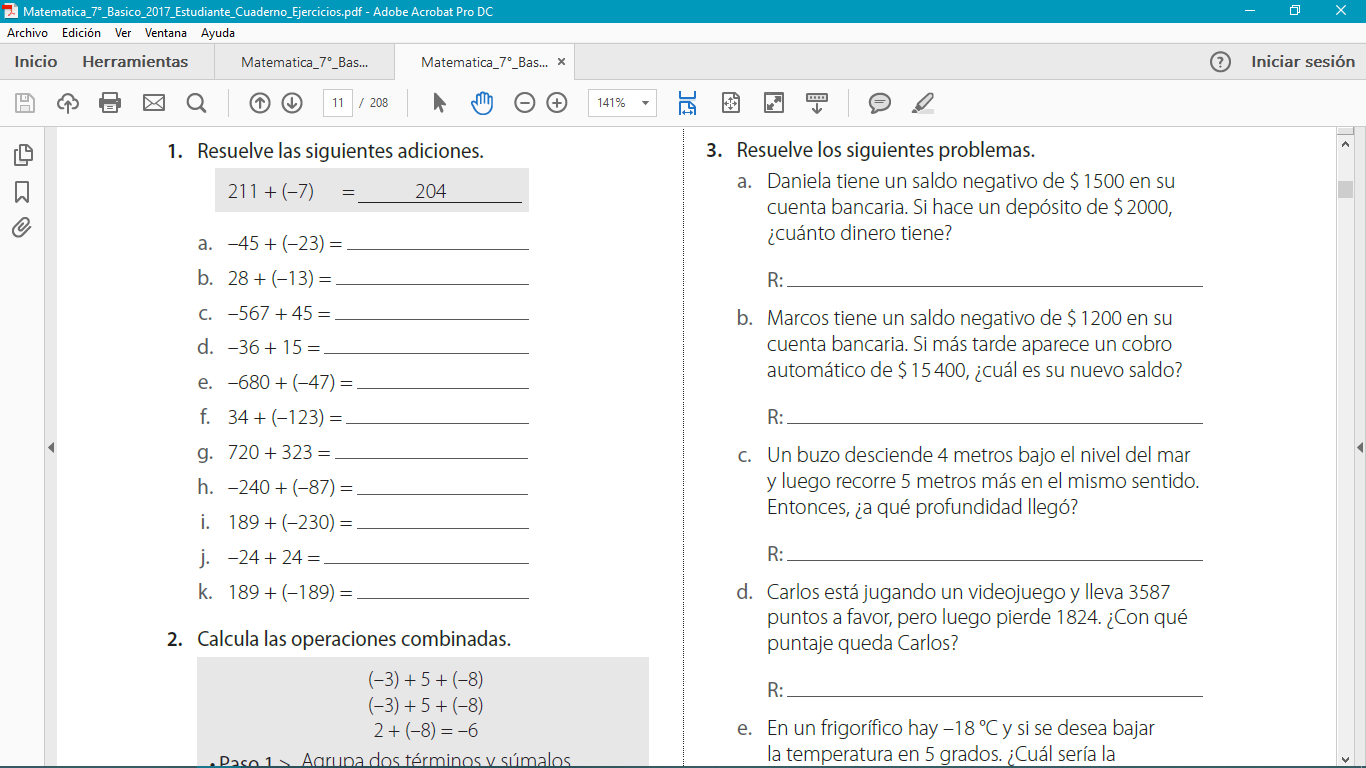 Matematica_7°_Basico_2017_Estudiante_Cuaderno_Ejercicios.pdf - Adobe Acrobat Pro DC
Archivo Edición Ver Ventana Ayuda
Inicio Herramientas Matematica_7°_Bas... Matematica_7°_Bas... × ? Iniciar sesión
11 / 208 141%
1. Resuelve las siguientes adiciones.
211 + (–7) = 204
a. –45 + (–23) =
b. 28 + (–13) =
c. –567 + 45 =
d. –36 + 15 =
e. –680 + (–47) =
f. 34 + (–123) =
g. 720 + 323 =
h. –240 + (–87) =
i. 189 + (–230) =
j. –24 + 24 =
k. 189 + (–189) =
2. Calcula las operaciones combinadas.
(–3) + 5 + (–8)
(–3) + 5 + (–8)
2 + (–8) = –6
• Paso 1 > Agrupa dos términos y súmalos
3. Resuelve los siguientes problemas.
a. Daniela tiene un saldo negativo de $ 1500 en su
cuenta bancaria. Si hace un depósito de $ 2000,
¿cuánto dinero tiene?
R:
b. Marcos tiene un saldo negativo de $ 1200 en su
cuenta bancaria. Si más tarde aparece un cobro
automático de $ 15 400, ¿cuál es su nuevo saldo?
R:
c. Un buzo desciende 4 metros bajo el nivel del mar
y luego recorre 5 metros más en el mismo sentido.
Entonces, ¿a qué profundidad llegó?
R:
d. Carlos está jugando un videojuego y lleva 3587
puntos a favor, pero luego pierde 1824. ¿Con qué
puntaje queda Carlos?
R:
e. En un frigorífico hay –18 °C y si se desea bajar
la temperatura en 5 grados. ¿Cuál sería la